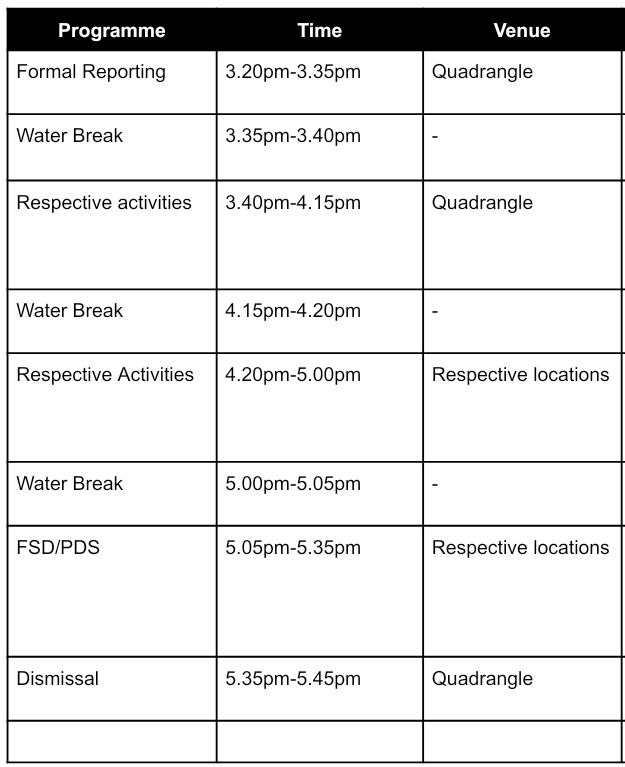 Programme Time Venue
Formal Reporting 3.20pm-3.35pm Quadrangle
Water Break 3.35pm-3.40pm -
Respective activities 3.40pm-4.15pm Quadrangle
Water Break 4.15pm-4.20pm -
Respective Activities 4.20pm-5.00pm Respective locations
Water Break 5.00pm-5.05pm -
FSD/PDS 5.05pm-5.35pm Respective locations
Dismissal 5.35pm-5.45pm Quadrangle